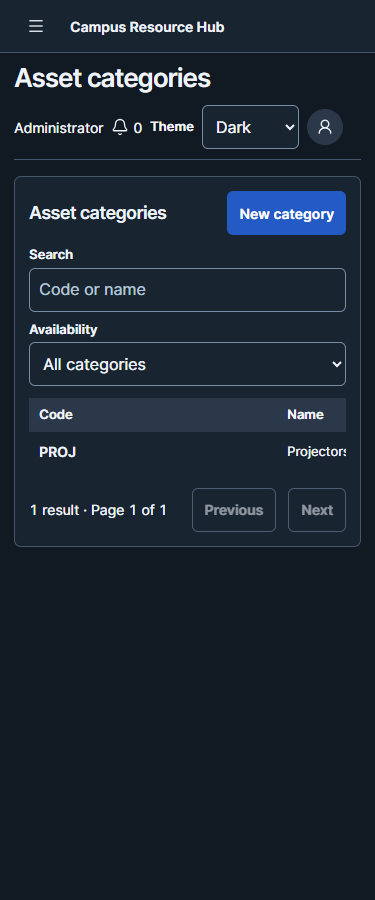 Campus Resource Hub
Asset categories
Administrator 0 Theme Dark
Asset categories New category
Search
Code or name
Availability
All categories
Code Name
PROJ Projectors
1 result · Page 1 of 1 Previous Next